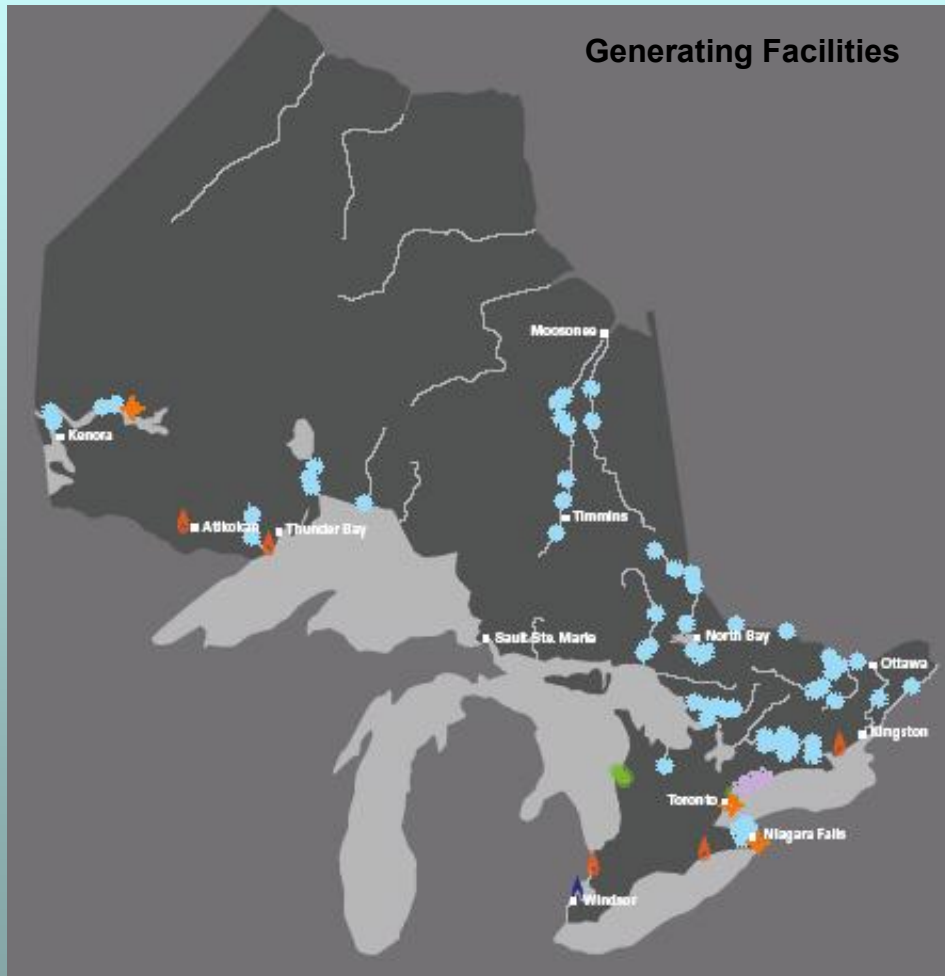 Generating Facilities
Moosonee
Kenora
Timmins
Atikokan
Thunder Bay
Sault Ste. Marie
North Bay
Ottawa
Kingston
Toronto
Niagara Falls
Windsor